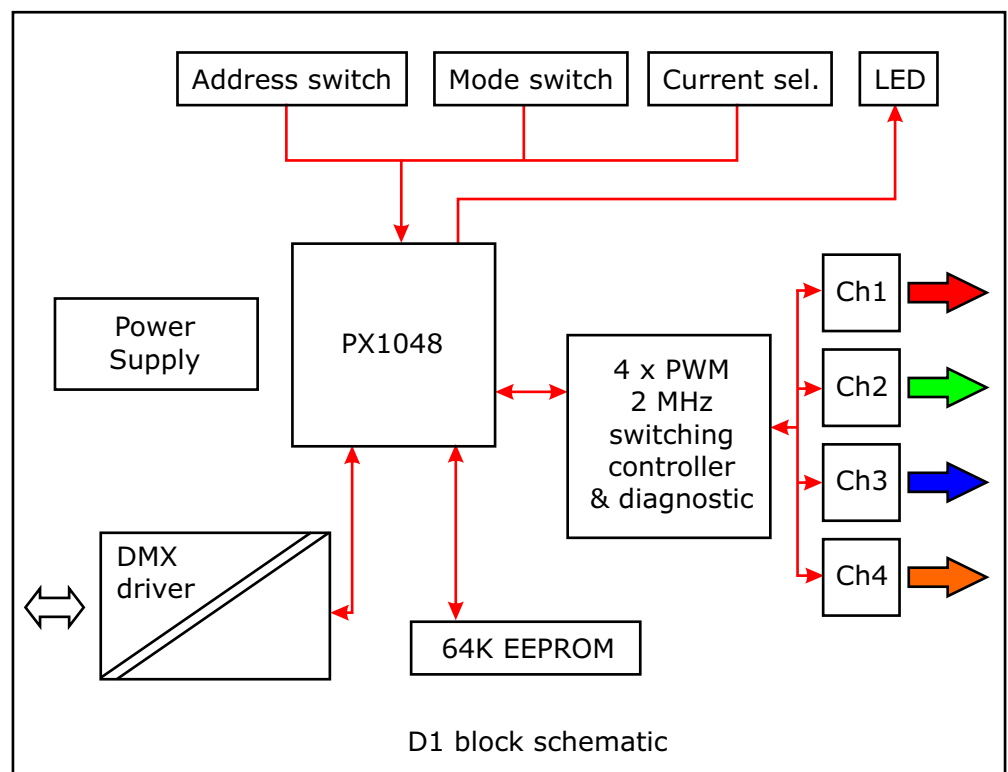 Address switch
Mode switch
Current sel.
LED
Power
Supply
PX1048
4 x PWM
2 MHz
switching
controller
& diagnostic
Ch1
Ch2
Ch3
Ch4
DMX
driver
64K EEPROM
D1 block schematic